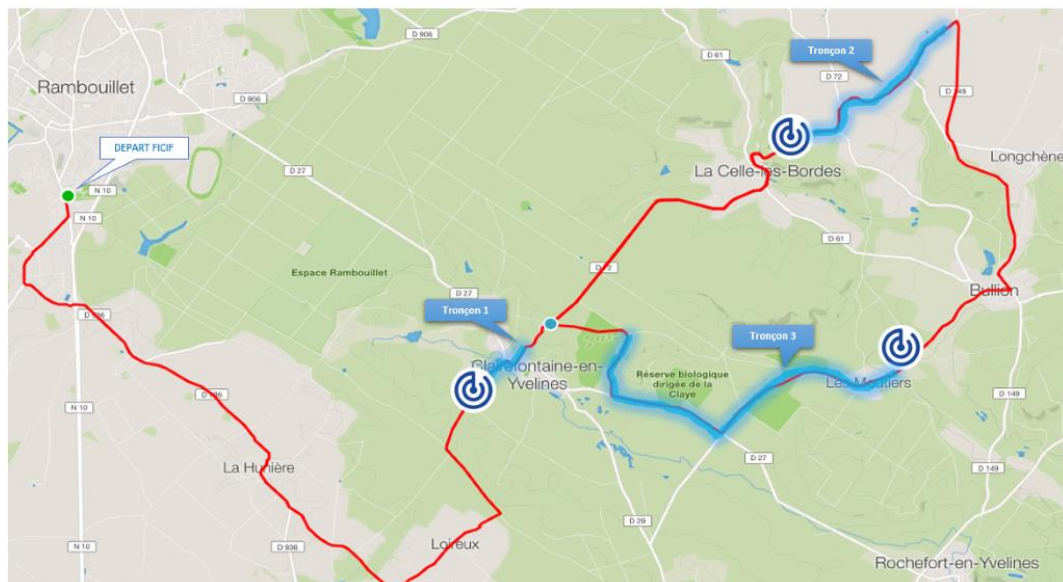 D 906
D 61
Tronçon 2
D 72
Rambouillet
D 906
D 149
DEPART FICIF
Longchêne
La Celle-les-Bordes
N 10
D 27
N 10
D 61
Espace Rambouillet
D 27
Bullion
Tronçon 1
Tronçon 3
Clairefontaine-en-
Yvelines
Réserve biologique
dirigée de la
Claye
Les Moutiers
D 149
La Hunière
D 27
D 149
D 29
Loireux
N 10
D 936
Rochefort-en-Yvelines